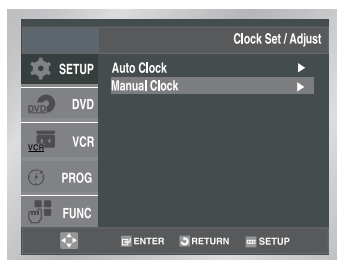 Clock Set / Adjust
SETUP
Auto Clock
Manual Clock
DVD
DVD
VCR
VCR
PROG
FUNC
ENTER RETURN SETUP